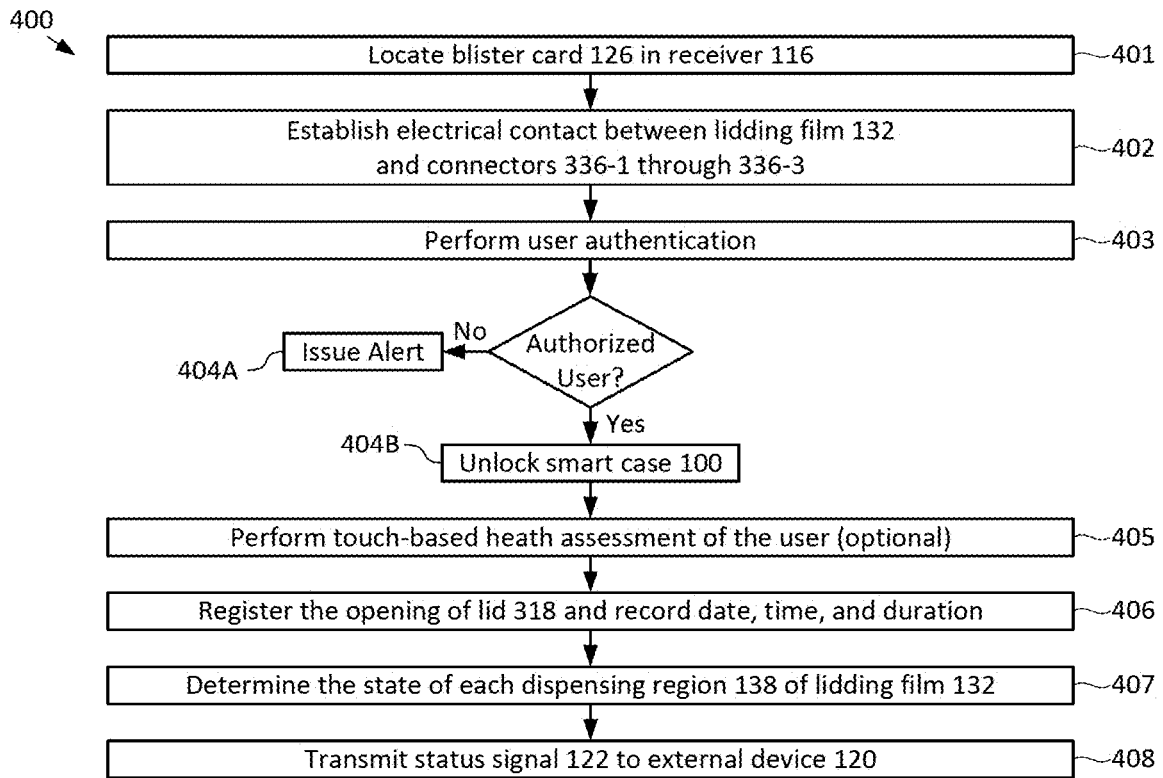 400
Locate blister card 126 in receiver 116
401
Establish electrical contact between lidding film 132
and connectors 336-1 through 336-3
402
Perform user authentication
403
Authorized
User?
No
Issue Alert
404A
Yes
404B
Unlock smart case 100
Perform touch-based heath assessment of the user (optional)
405
Register the opening of lid 318 and record date, time, and duration
406
Determine the state of each dispensing region 138 of lidding film 132
407
Transmit status signal 122 to external device 120
408